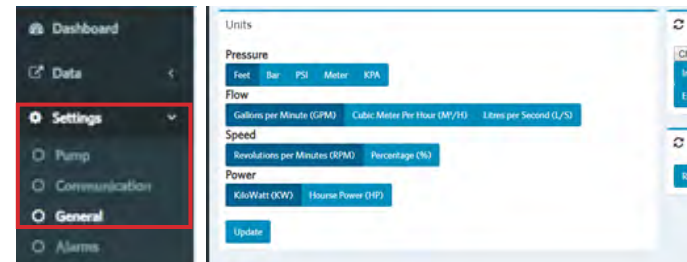 Dashboard
Data
Settings
Pump
Communication
General
Alarms
Units
Pressure
Feet Bar PSI Meter KPA
Flow
Gallons per Minute (GPM) Cubic Meter Per Hour (M³/H) Litres per Second (L/S)
Speed
Revolutions per Minutes (RPM) Percentage (%)
Power
KiloWatt (KW) Hourse Power (HP)
Update